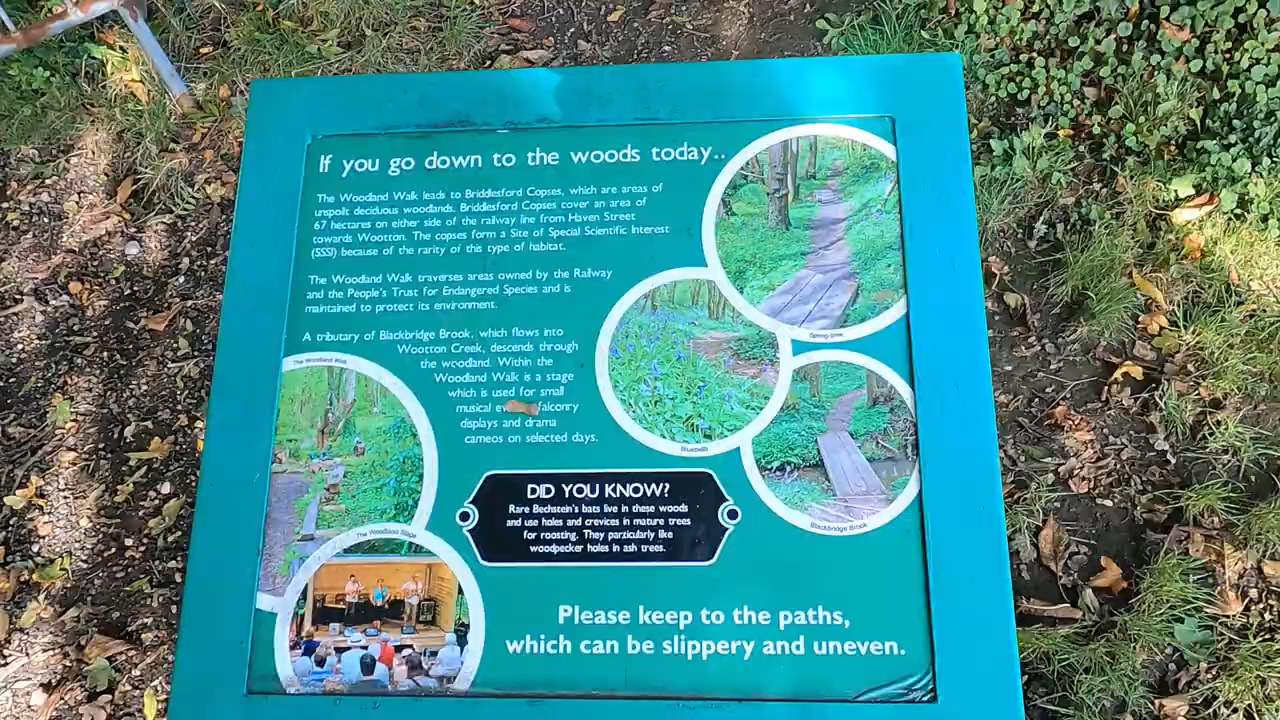 If you go down to the woods today..
The Woodland Walk leads to Briddlesford Copses, which are areas of
unspoilt deciduous woodlands. Briddlesford Copses cover an area of
67 hectares on either side of the railway line from Haven Street
towards Wootton. The copses form a Site of Special Scientific Interest
(SSSI) because of the rarity of this type of habitat.
The Woodland Walk traverses areas owned by the Railway
and the People's Trust for Endangered Species and is
maintained to protect its environment.
A tributary of Blackbridge Brook, which flows into
Wootton Creek, descends through
the woodland. Within the
Woodland Walk is a stage
which is used for small
musical falconry
displays and drama
cameos on selected days.
Spring-time
Bluebells
Blackbridge Brook
The Woodland Walk
The Woodland Stage
DID YOU KNOW?
Rare Bechstein's bats live in these woods
and use holes and crevices in mature trees
for roosting. They particularly like
woodpecker holes in ash trees.
Please keep to the paths,
which can be slippery and uneven.